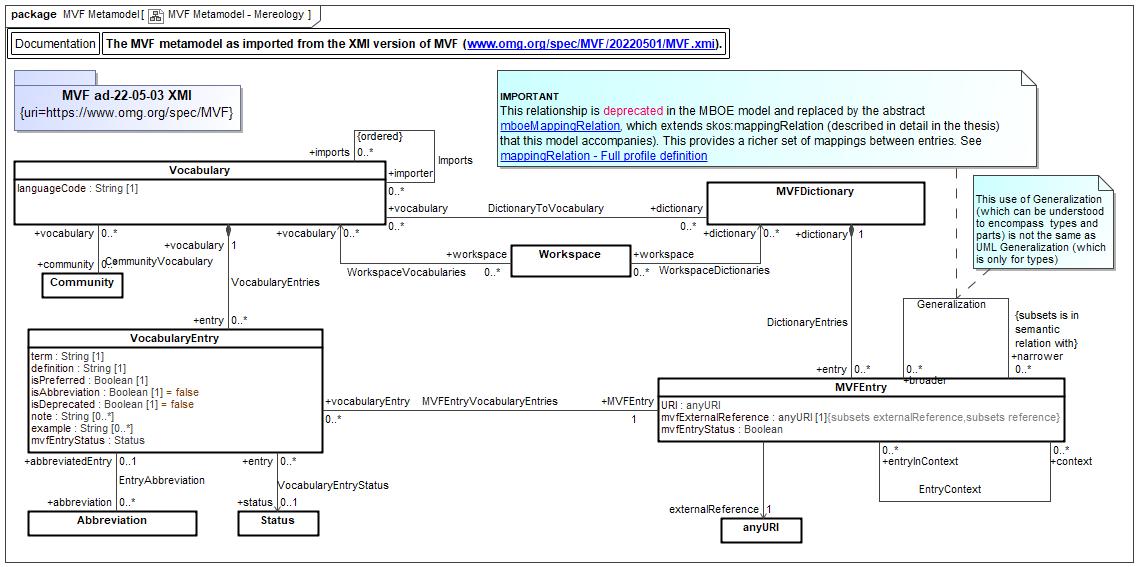 package MVF Metamodel[ MVF Metamodel - Mereology ]
Documentation The MVF metamodel as imported from the XMI version of MVF (www.omg.org/spec/MVF/20220501/MVF.xmi).
MVF ad-22-05-03 XMI
{uri=https://www.omg.org/spec/MVF}
IMPORTANT
This relationship is deprecated in the MBOE model and replaced by the abstract
mboeMappingRelation, which extends skos:mappingRelation (described in detail in the thesis)
that this model accompanies). This provides a richer set of mappings between entries. See
mappingRelation - Full profile definition
This use of Generalization
(which can be understood
to encompass types and
parts) is not the same as
UML Generalization (which
is only for types)
{ordered}
+imports 0..*
Imports
+importer
0..*
Vocabulary
languageCode : String [1]
MVFDictionary
+vocabulary DictionaryToVocabulary +dictionary
0..* 0..*
+vocabulary 0..*
+community 0..*
CommunityVocabulary
Community
+vocabulary 1
VocabularyEntries
+entry 0..*
+vocabulary 0..*
WorkspaceVocabularies
+workspace
0..*
Workspace
+workspace
0..*
WorkspaceDictionaries
+dictionary 0..*
+dictionary 1
DictionaryEntries
+entry 0..*
Generalization
{subsets is in
semantic
relation with}
+narrower
0..*
0..*
+broader
VocabularyEntry
term : String [1]
definition : String [1]
isPreferred : Boolean [1]
isAbbreviation : Boolean [1] = false
isDeprecated : Boolean [1] = false
note : String [0..*]
example : String [0..*]
mvfEntryStatus : Status
+vocabularyEntry MVFEntryVocabularyEntries +MVFEntry
0..* 1
MVFEntry
URI : anyURI
mvfExternalReference : anyURI [1]{subsets externalReference,subsets reference}
mvfEntryStatus : Boolean
+abbreviatedEntry 0..1
EntryAbbreviation
+abbreviation 0..*
Abbreviation
+entry 0..*
VocabularyEntryStatus
+status 0..1
Status
0..*
+entryInContext
0..*
+context
EntryContext
externalReference 1
anyURI